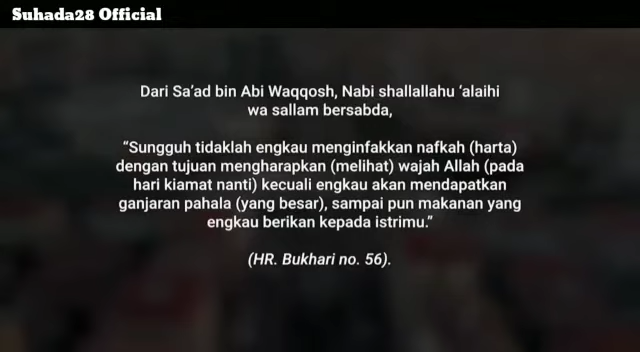 Suhada28 Official
Dari Sa’ad bin Abi Waqqosh, Nabi shallallahu ‘alaihi
wa sallam bersabda,
“Sungguh tidaklah engkau menginfakkan nafkah (harta)
dengan tujuan mengharapkan (melihat) wajah Allah (pada
hari kiamat nanti) kecuali engkau akan mendapatkan
ganjaran pahala (yang besar), sampai pun makanan yang
engkau berikan kepada istrimu.”
(HR. Bukhari no. 56).